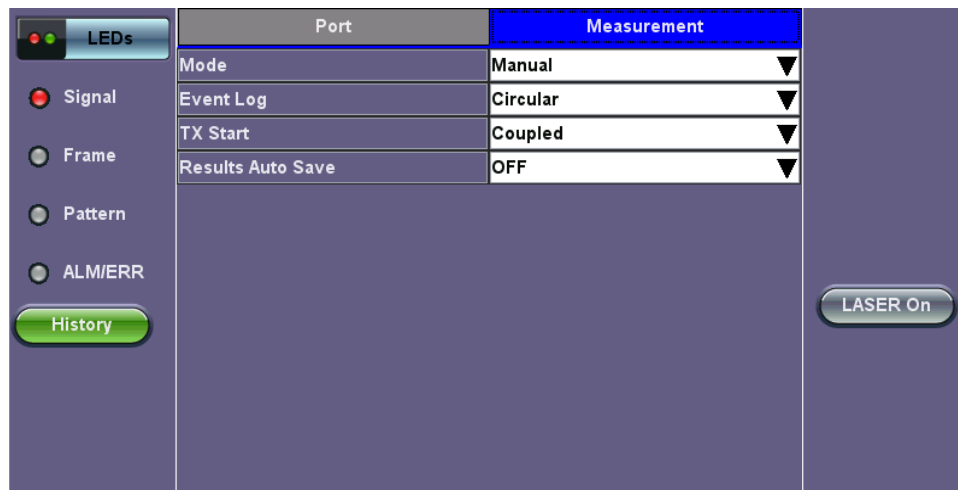 LEDs
Signal
Frame
Pattern
ALM/ERR
History
Port Measurement
Mode Manual
Event Log Circular
TX Start Coupled
Results Auto Save OFF
LASER On